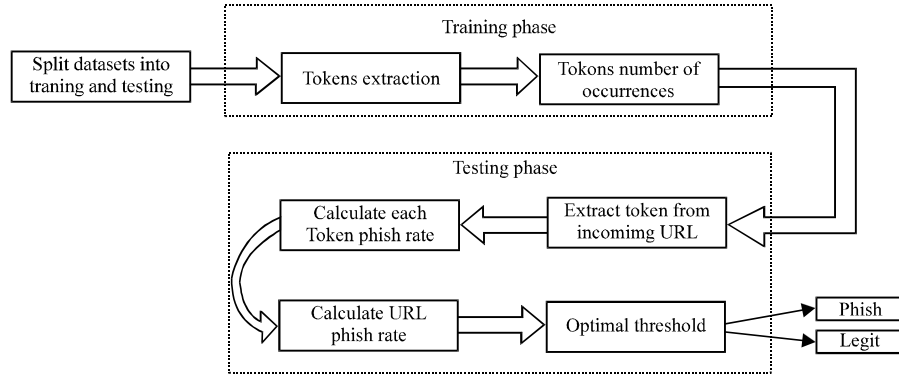 Training phase
Split datasets into
traning and testing
Tokens extraction
Tokons number of
occurrences
Testing phase
Calculate each
Token phish rate
Extract token from
incomimg URL
Calculate URL
phish rate
Optimal threshold
Phish
Legit